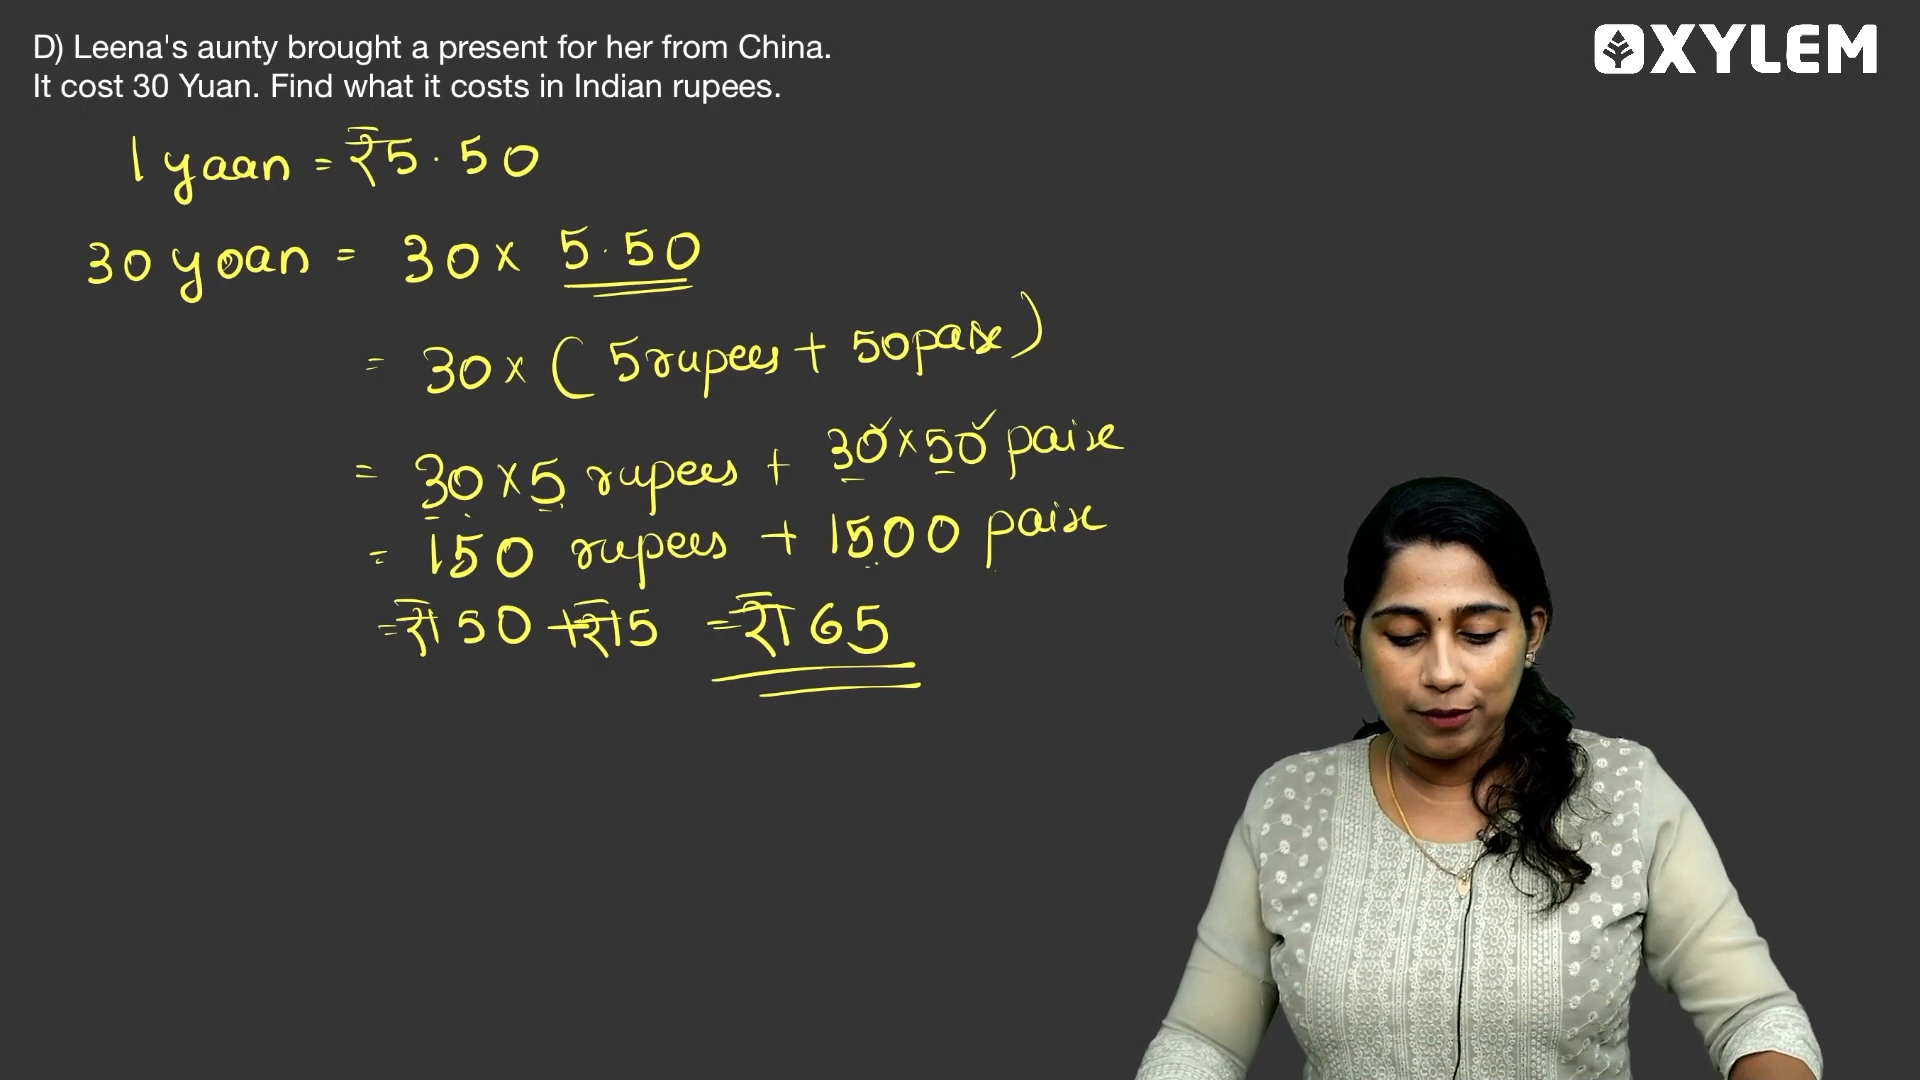 D) Leena's aunty brought a present for her from China.
It cost 30 Yuan. Find what it costs in Indian rupees.
XYLEM
1 yaan = ₹5.50
30 yoan = 30 x 5.50
= 30 x (5 rupees + 50 paise)
= 30 x 5 rupees + 30 x 50 paise
= 150 rupees + 1500 paise
= ₹150 + ₹15 = ₹165